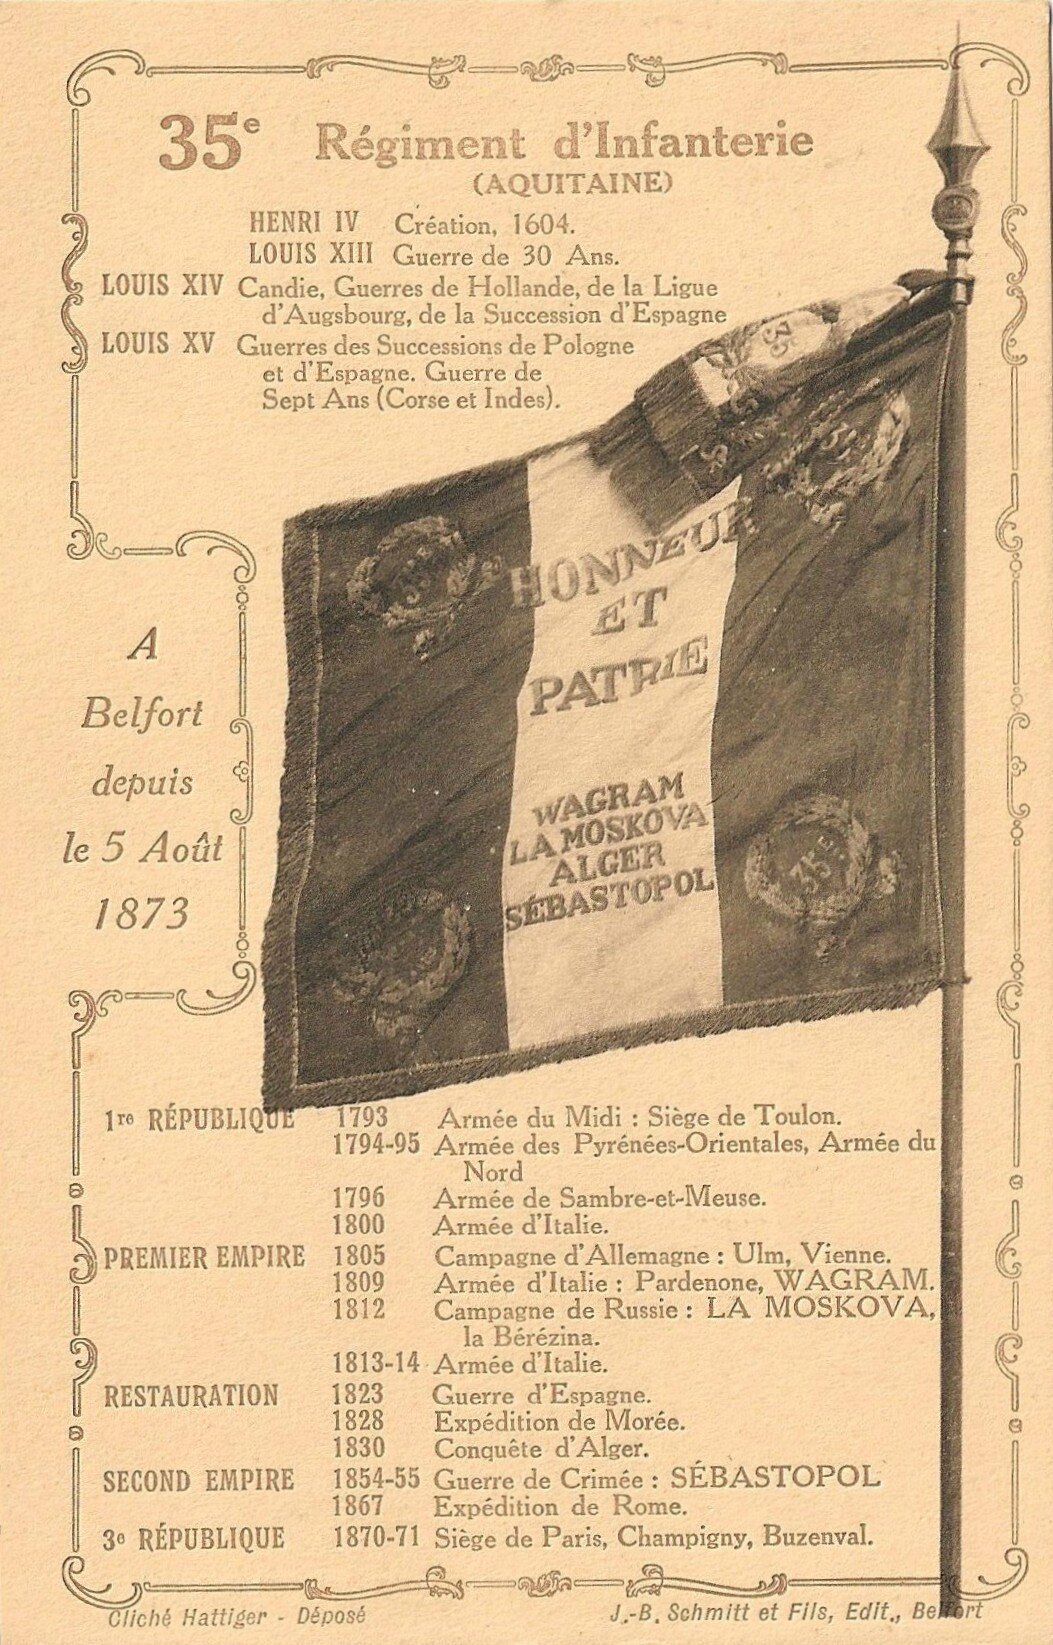 35e Régiment d'Infanterie
(AQUITAINE)
HENRI IV Création, 1604.
LOUIS XIII Guerre de 30 Ans.
LOUIS XIV Candie, Guerres de Hollande, de la Ligue
d'Augsbourg, de la Succession d'Espagne
LOUIS XV Guerres des Successions de Pologne
et d'Espagne. Guerre de
Sept Ans (Corse et Indes).
HONNEUR
ET
PATRIE
WAGRAM
LA MOSKOVA
ALGER
SÉBASTOPOL
35E
A
Belfort
depuis
le 5 Août
1873
1re RÉPUBLIQUE 1793 Armée du Midi : Siège de Toulon.
1794-95 Armée des Pyrénées-Orientales, Armée du
Nord
1796 Armée de Sambre-et-Meuse.
1800 Armée d'Italie.
PREMIER EMPIRE 1805 Campagne d'Allemagne : Ulm, Vienne.
1809 Armée d'Italie : Pardenone, WAGRAM.
1812 Campagne de Russie : LA MOSKOVA,
la Bérézina.
1813-14 Armée d'Italie.
RESTAURATION 1823 Guerre d'Espagne.
1828 Expédition de Morée.
1830 Conquête d'Alger.
SECOND EMPIRE 1854-55 Guerre de Crimée : SÉBASTOPOL
1867 Expédition de Rome.
3e RÉPUBLIQUE 1870-71 Siège de Paris, Champigny, Buzenval.
Cliché Hattiger - Déposé
J.-B. Schmitt et Fils, Edit., Belfort